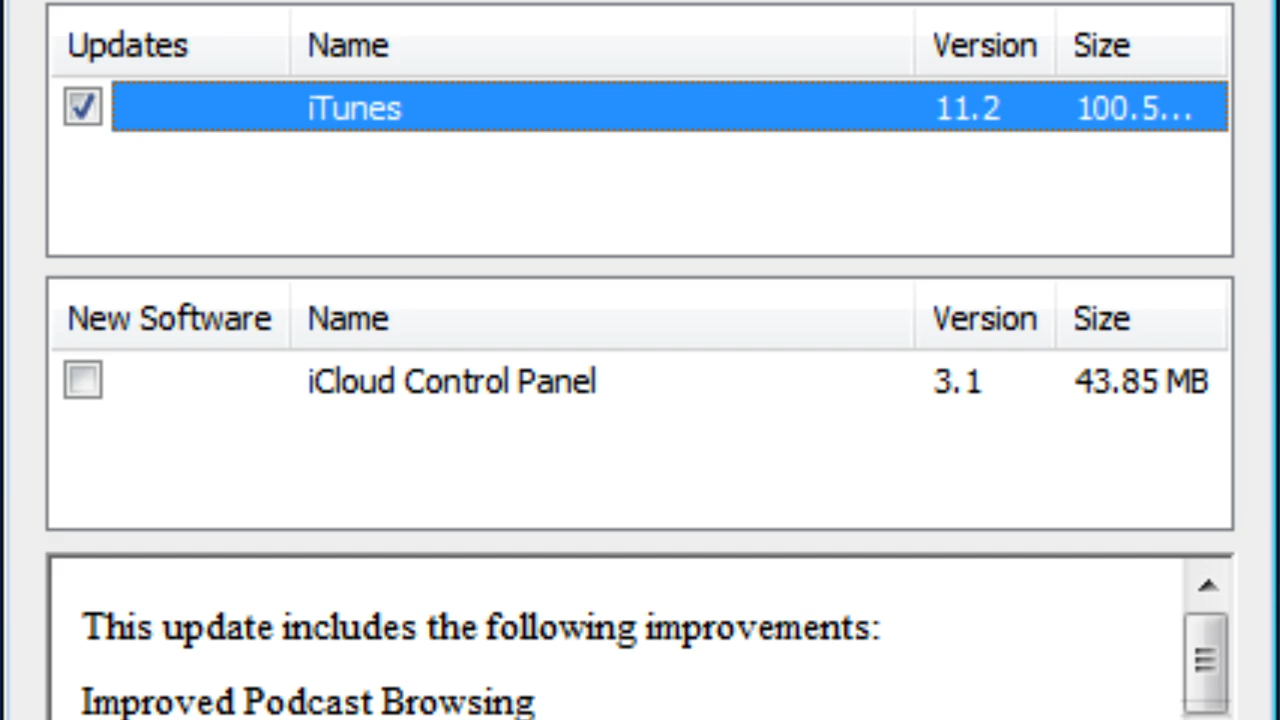 Updates Name Version Size
iTunes 11.2 100.5...
New Software Name Version Size
iCloud Control Panel 3.1 43.85 MB
This update includes the following improvements:
Improved Podcast Browsing